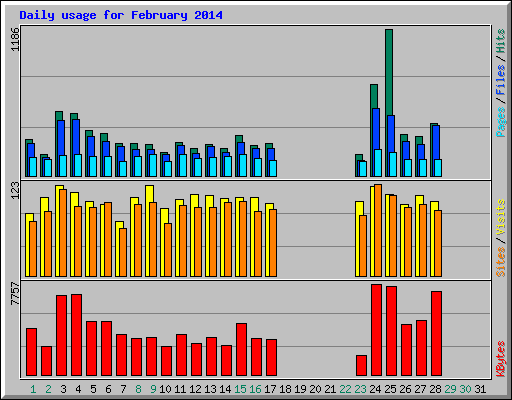 Daily usage for February 2014
1186
Pages / Files / Hits
123
Sites / Visits
7757
KBytes
1 2 3 4 5 6 7 8 9 10 11 12 13 14 15 16 17 18 19 20 21 22 23 24 25 26 27 28 29 30 31